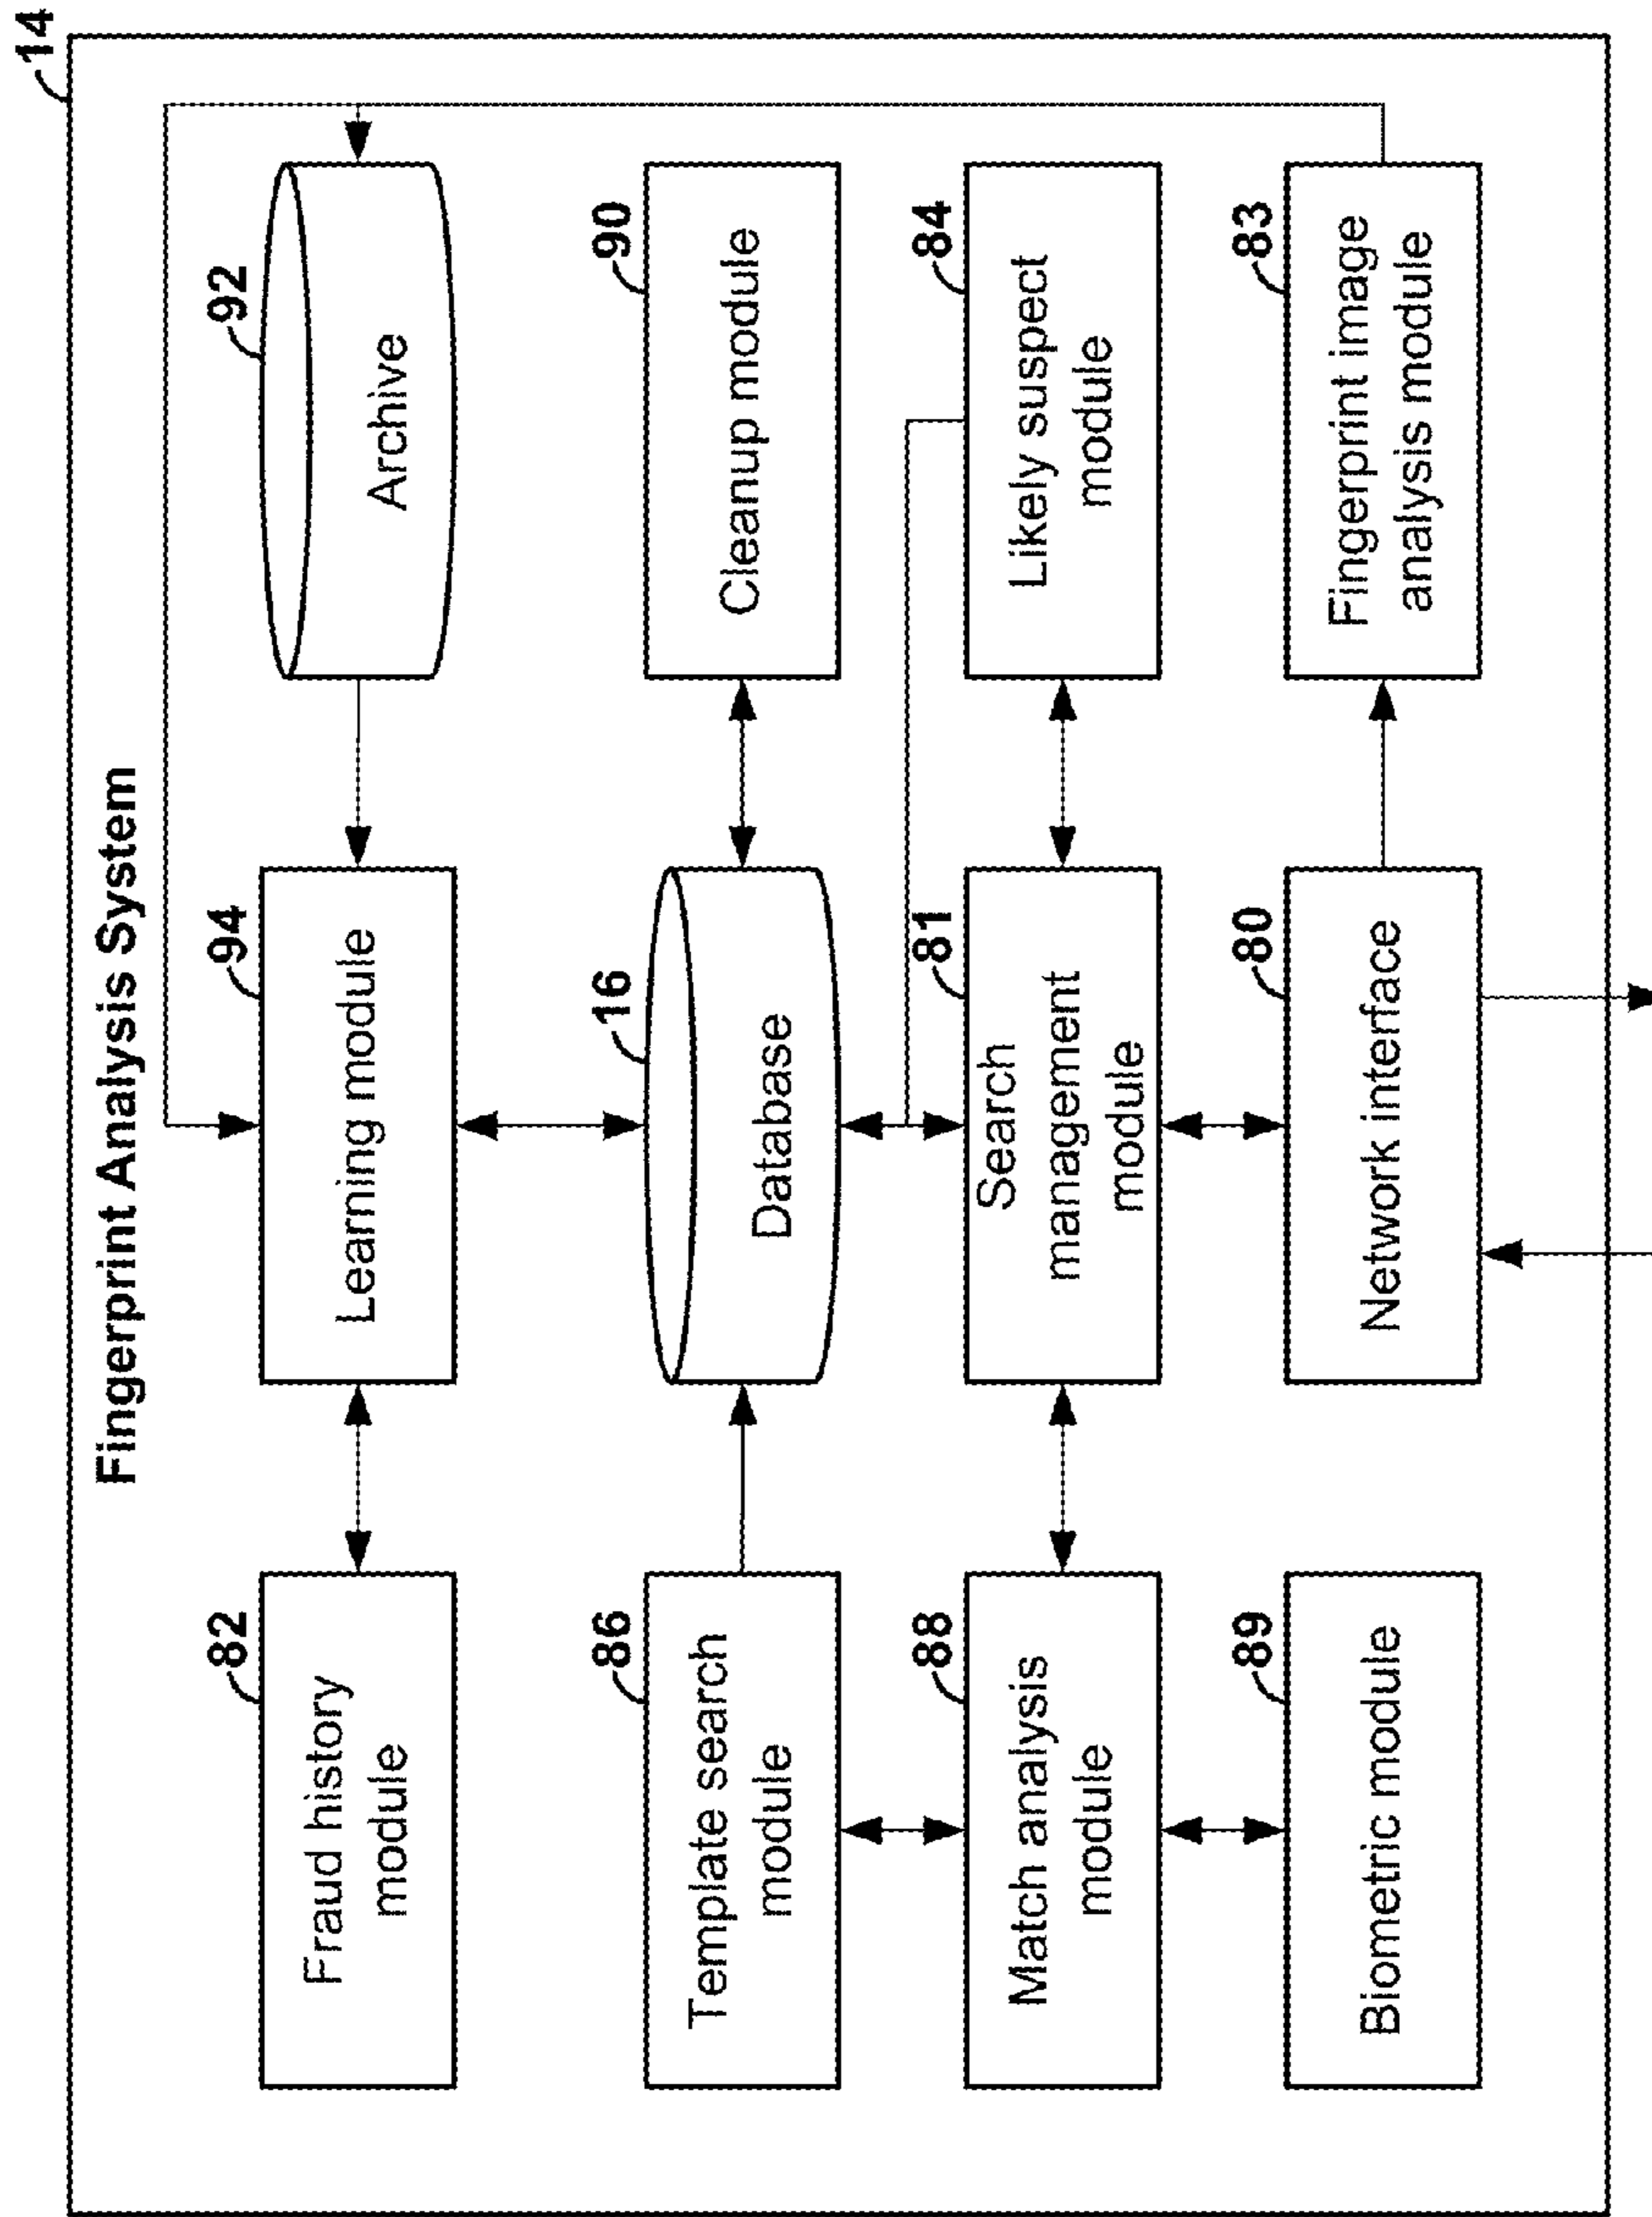 14
Fingerprint Analysis System
82
Fraud history
module
94
Learning module
92
Archive
86
Template search
module
16
Database
90
Cleanup module
88
Match analysis
module
81
Search
management
module
84
Likely suspect
module
89
Biometric module
80
Network interface
83
Fingerprint image
analysis module